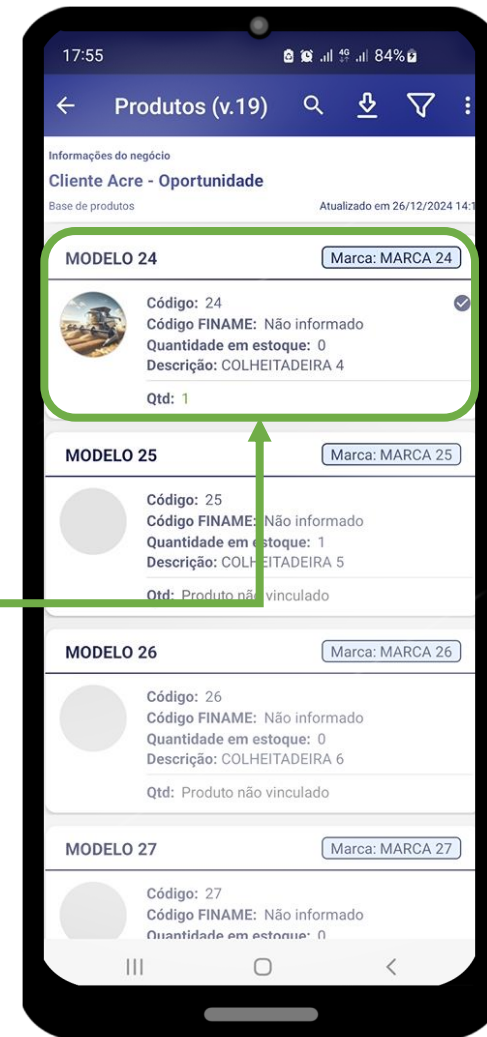 17:55 4G 84%
Produtos (v.19)
Informações do negócio
Cliente Acre - Oportunidade
Base de produtos Atualizado em 26/12/2024 14:1
MODELO 24 Marca: MARCA 24
Código: 24
Código FINAME: Não informado
Quantidade em estoque: 0
Descrição: COLHEITADEIRA 4
Qtd: 1
MODELO 25 Marca: MARCA 25
Código: 25
Código FINAME: Não informado
Quantidade em estoque: 1
Descrição: COLHEITADEIRA 5
Qtd: Produto não vinculado
MODELO 26 Marca: MARCA 26
Código: 26
Código FINAME: Não informado
Quantidade em estoque: 0
Descrição: COLHEITADEIRA 6
Qtd: Produto não vinculado
MODELO 27 Marca: MARCA 27
Código: 27
Código FINAME: Não informado
Quantidade em estoque: 0